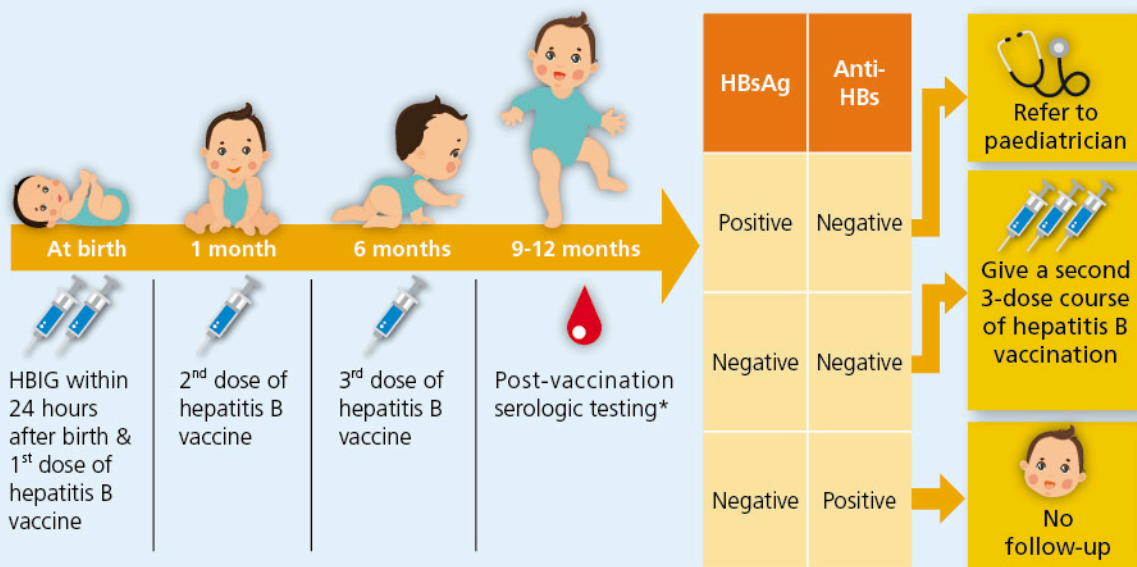 At birth
1 month
6 months
9-12 months
HBIG within
24 hours
after birth &
1st dose of
hepatitis B
vaccine
2nd dose of
hepatitis B
vaccine
3rd dose of
hepatitis B
vaccine
Post-vaccination
serologic testing*
HBsAg
Anti-
HBs
Positive
Negative
Negative
Negative
Negative
Positive
Refer to
paediatrician
Give a second
3-dose course
of hepatitis B
vaccination
No
follow-up